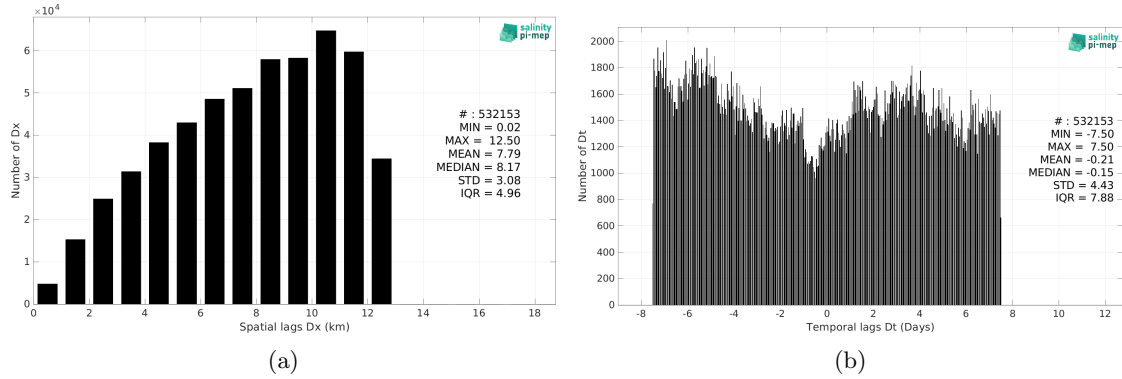 ×10^4
6
5
4
3
2
1
0
Number of Dx
0 2 4 6 8 10 12 14 16 18
Spatial lags Dx (km)
salinity
pi-mep
# : 532153
MIN = 0.02
MAX = 12.50
MEAN = 7.79
MEDIAN = 8.17
STD = 3.08
IQR = 4.96
(a)
2000
1800
1600
1400
1200
1000
800
600
400
200
0
Number of Dt
-8 -6 -4 -2 0 2 4 6 8 10 12
Temporal lags Dt (Days)
salinity
pi-mep
# : 532153
MIN = -7.50
MAX = 7.50
MEAN = -0.21
MEDIAN = -0.15
STD = 4.43
IQR = 7.88
(b)